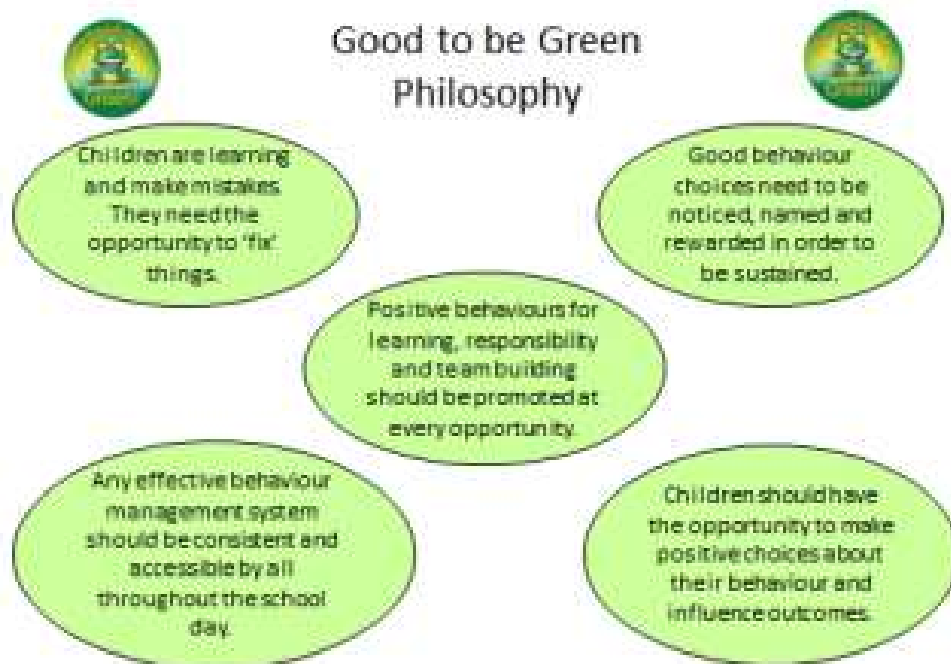 Good to be Green
Philosophy
Children are learning
and make mistakes.
They need the
opportunity to 'fix'
things.
Good behaviour
choices need to be
noticed, named and
rewarded in order to
be sustained.
Positive behaviours for
learning, responsibility
and team building
should be promoted at
every opportunity.
Any effective behaviour
management system
should be consistent and
accessible by all
throughout the school
day.
Children should have
the opportunity to make
positive choices about
their behaviour and
influence outcomes.